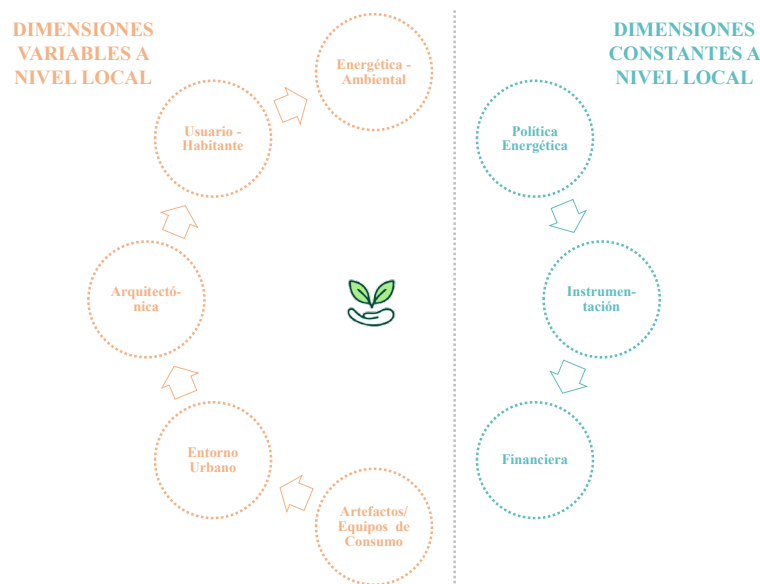 DIMENSIONES
VARIABLES A
NIVEL LOCAL
Energética -
Ambiental
Usuario -
Habitante
Arquitectó-
nica
Entorno
Urbano
Artefactos/
Equipos de
Consumo
DIMENSIONES
CONSTANTES A
NIVEL LOCAL
Política
Energética
Instrumen-
tación
Financiera